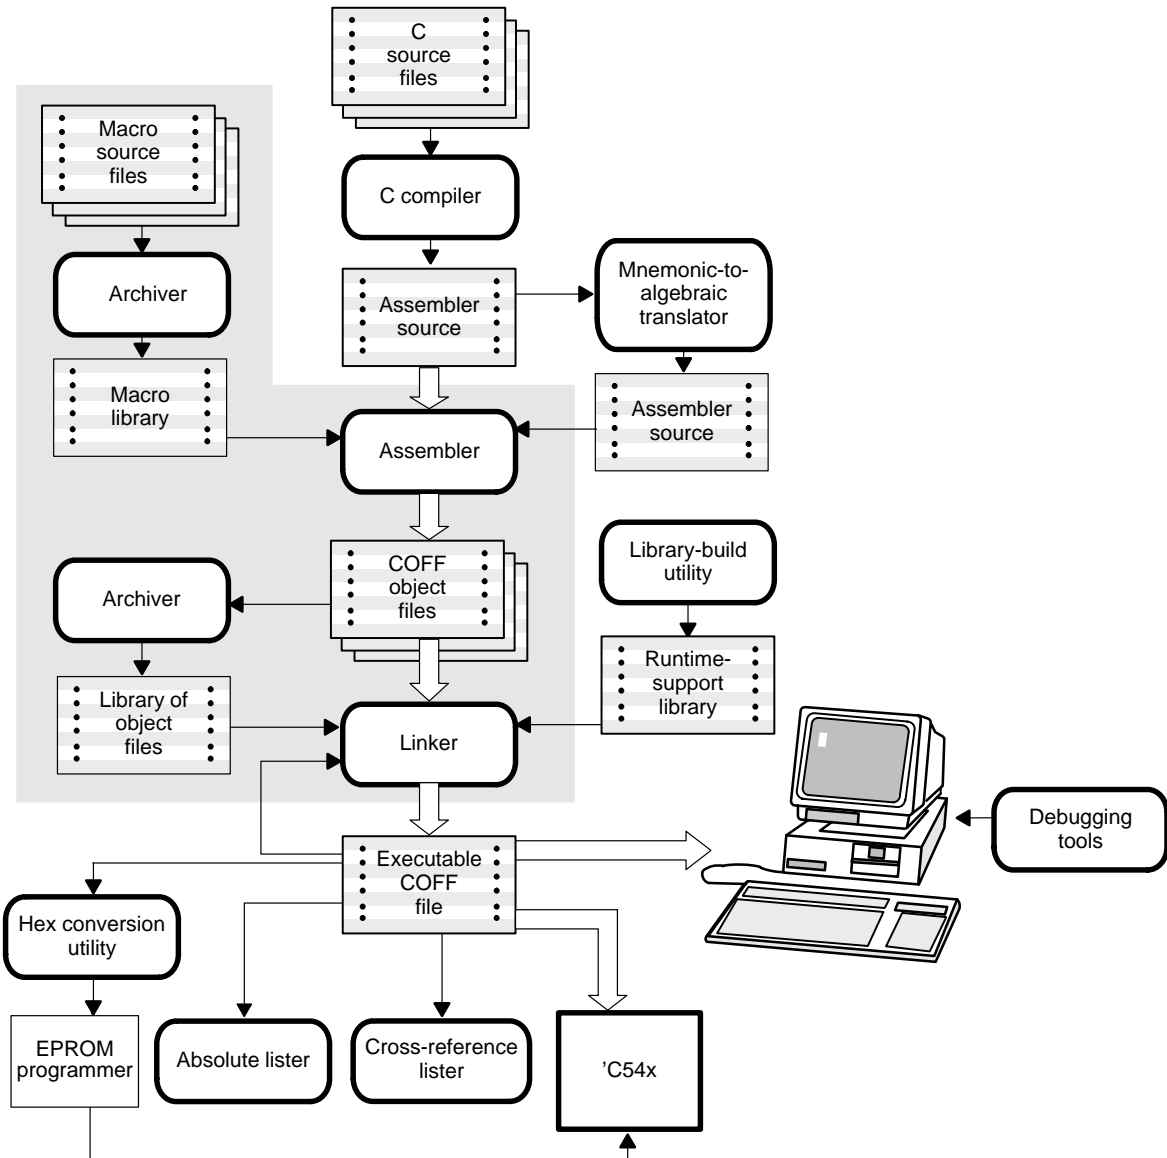 C
source
files
Macro
source
files
C compiler
Archiver
Mnemonic-to-
algebraic
translator
Assembler
source
Macro
library
Assembler
source
Assembler
COFF
object
files
Library-build
utility
Archiver
Runtime-
support
library
Library of
object
files
Linker
Debugging
tools
Executable
COFF
file
Hex conversion
utility
EPROM
programmer
Absolute lister
Cross-reference
lister
’C54x